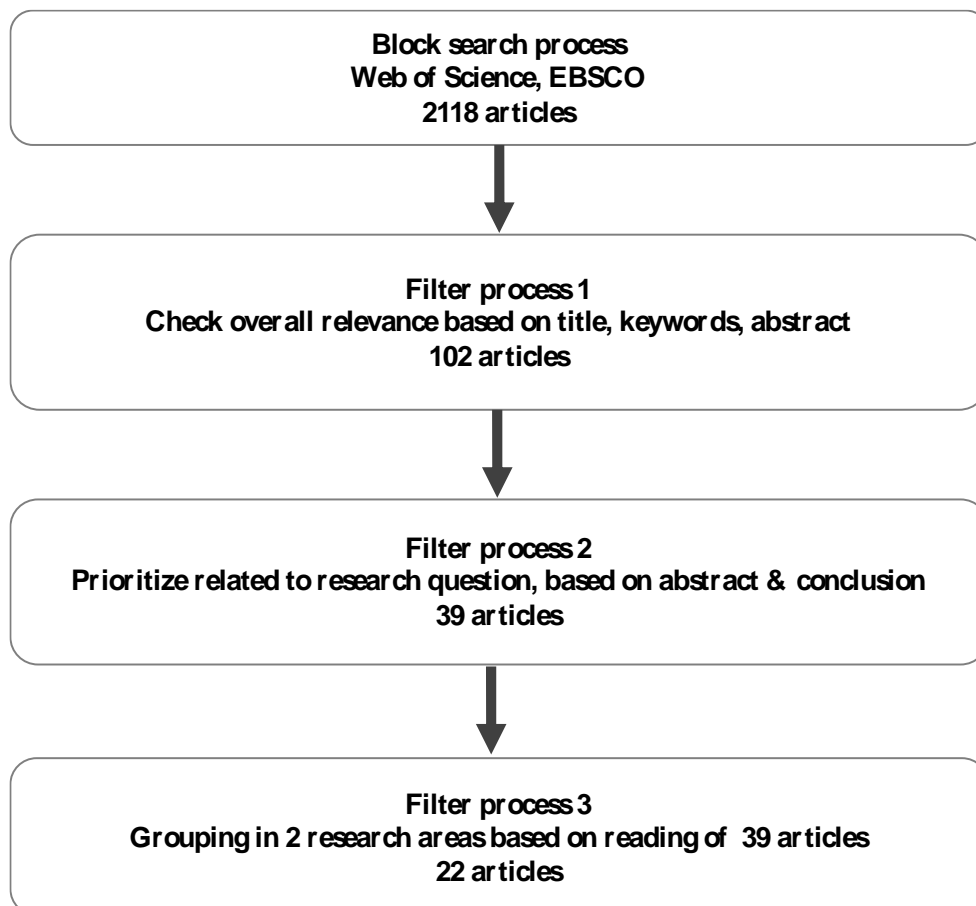 Block search process
Web of Science, EBSCO
2118 articles
Filter process 1
Check overall relevance based on title, keywords, abstract
102 articles
Filter process 2
Prioritize related to research question, based on abstract & conclusion
39 articles
Filter process 3
Grouping in 2 research areas based on reading of 39 articles
22 articles